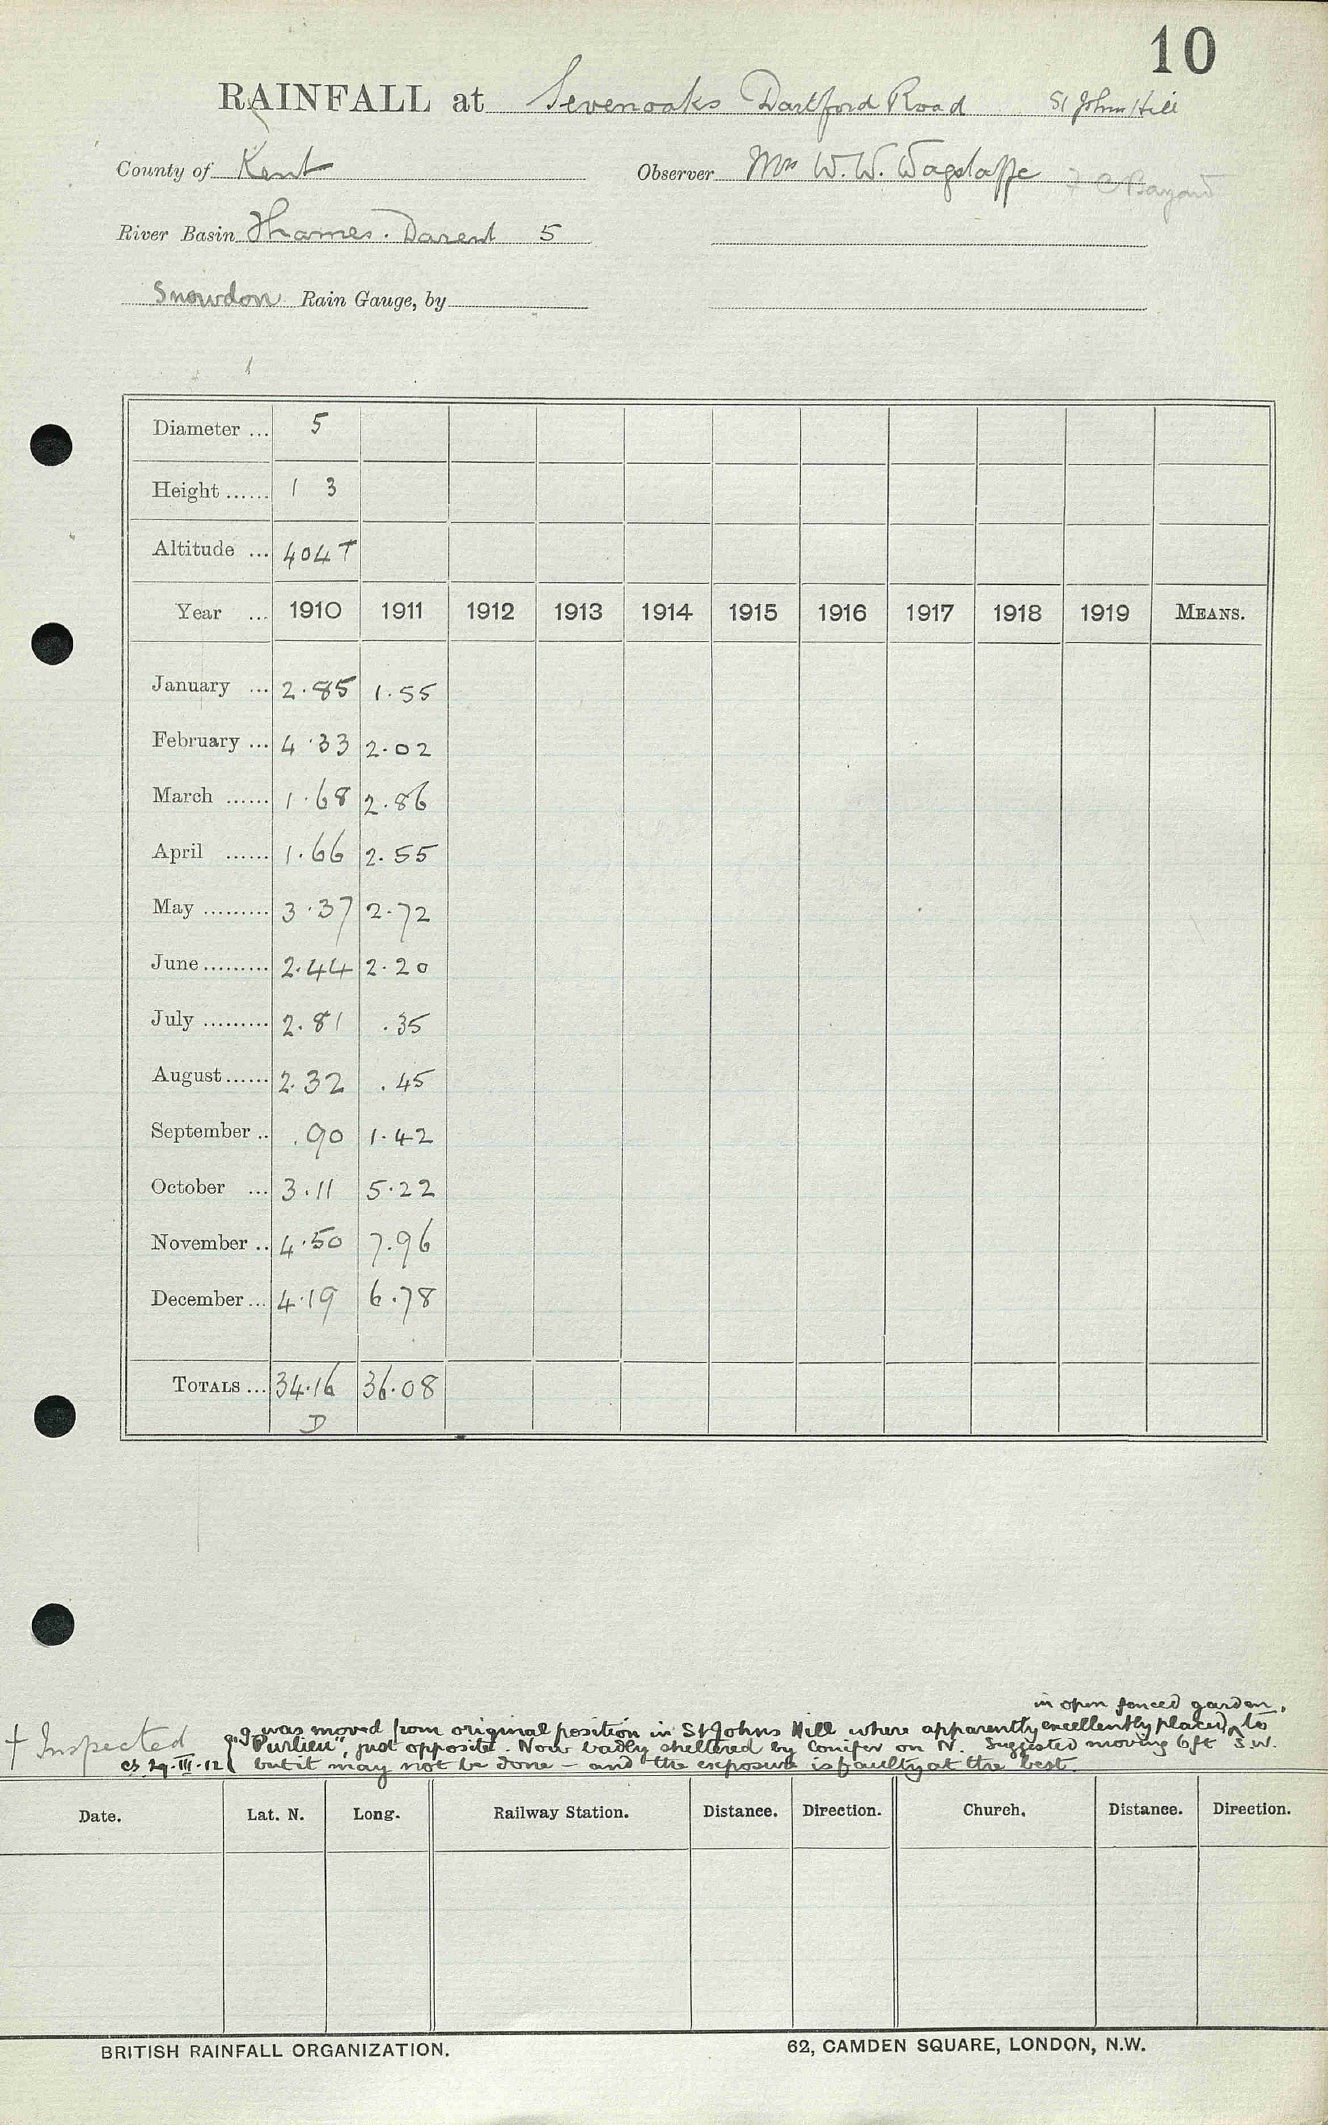 10
RAINFALL at Sevenoaks Dartford Road St Johns Hill
County of Kent Observer Mrs W. W. Wagstaffe F C Bayard
River Basin Thames. Darent 5
Snowdon Rain Gauge, by
Diameter ... 5
Height ...... 1 3
Altitude ... 404 T
Year ... 1910 1911 1912 1913 1914 1915 1916 1917 1918 1919 MEANS.
January ... 2.85 1.55
February ... 4.33 2.02
March ...... 1.68 2.86
April ...... 1.66 2.55
May ......... 3.37 2.72
June ......... 2.44 2.20
July ......... 2.81 .35
August ...... 2.32 .45
September .. .90 1.42
October ... 3.11 5.22
November .. 4.50 7.96
December ... 4.19 6.78
TOTALS ... 34.16 36.08
D
in open fenced garden,
† Inspected was moved from original position in St Johns Hill where apparently excellently placed to
"Purlieu", just opposite. Now badly sheltered by Conifer on N. Suggested moving 6ft S.W.
29.III.12 but it may not be done – and the exposure is faulty at the best.
Date. Lat. N. Long. Railway Station. Distance. Direction. Church. Distance. Direction.
BRITISH RAINFALL ORGANIZATION. 62, CAMDEN SQUARE, LONDON, N.W.